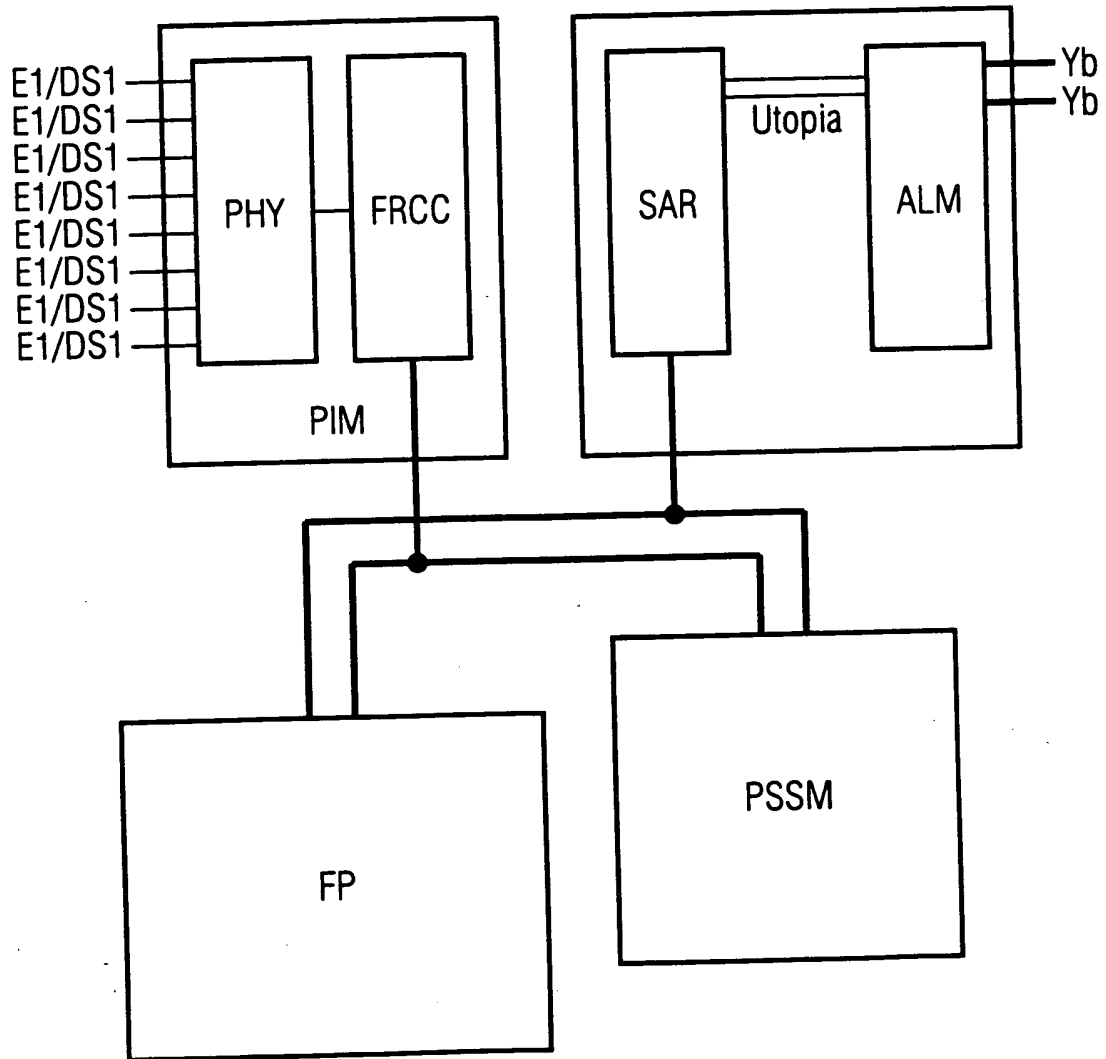 E1/DS1
E1/DS1
E1/DS1
E1/DS1
E1/DS1
E1/DS1
E1/DS1
E1/DS1
PHY
FRCC
PIM
SAR
Utopia
ALM
Yb
Yb
FP
PSSM